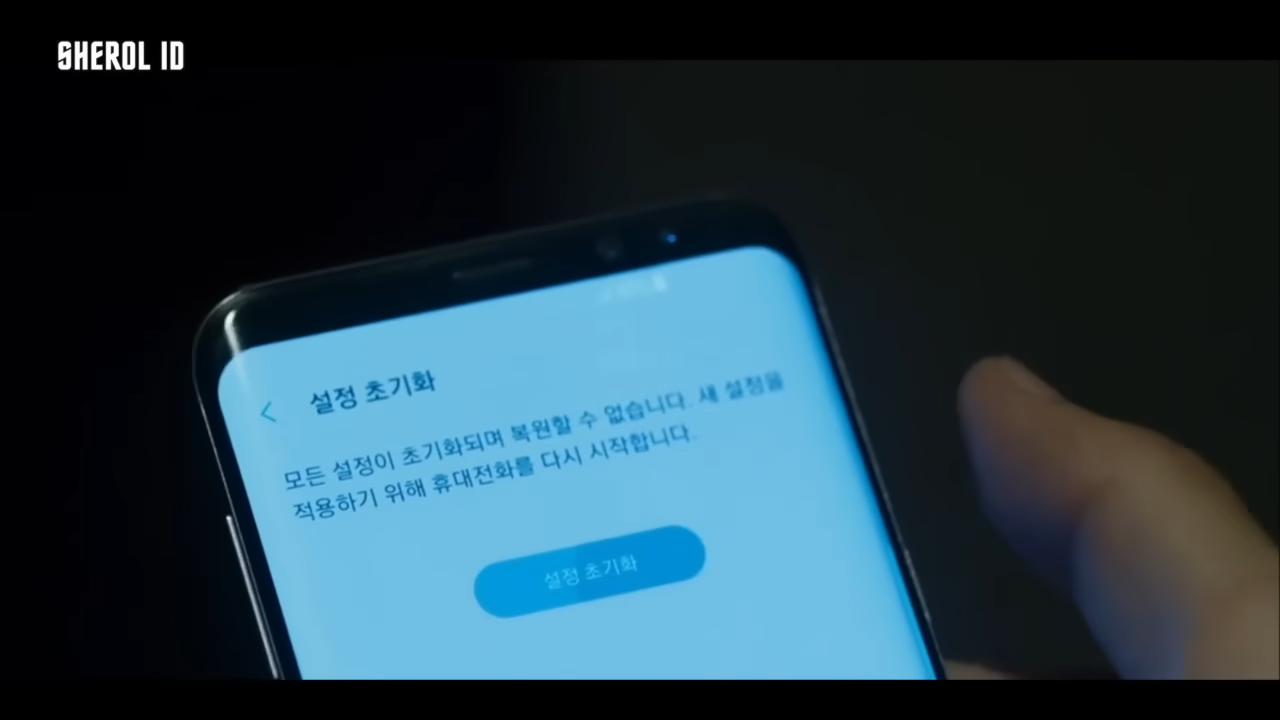 SHEROL ID
설정 초기화
모든 설정이 초기화되며 복원할 수 없습니다. 새 설정을
적용하기 위해 휴대전화를 다시 시작합니다.
설정 초기화